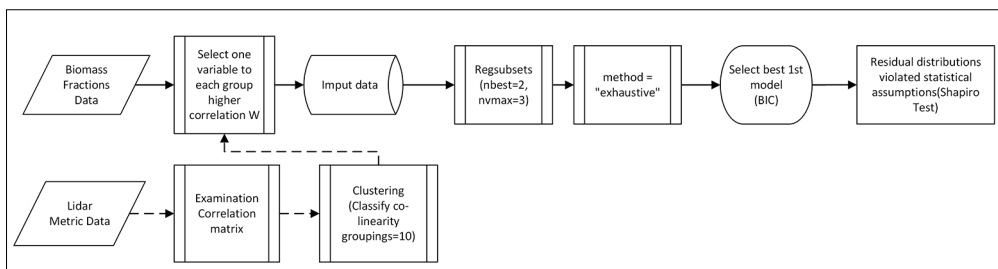 Biomass
Fractions
Data
Select one
variable to
each group
higher
correlation W
Input data
Regsubsets
(nbest=2,
nvmax=3)
method =
"exhaustive"
Select best 1st
model
(BIC)
Residual distributions
violated statistical
assumptions(Shapiro
Test)
Lidar
Metric Data
Examination
Correlation
matrix
Clustering
(Classify co-
linearity
groupings=10)